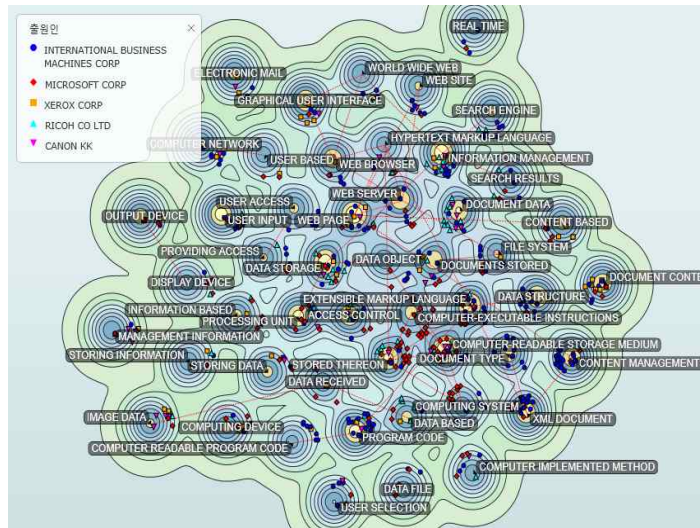 출원인
INTERNATIONAL BUSINESS
MACHINES CORP
MICROSOFT CORP
XEROX CORP
RICOH CO LTD
CANON KK
REAL TIME
WORLD WIDE WEB
ELECTRONIC MAIL
WEB SITE
GRAPHICAL USER INTERFACE
SEARCH ENGINE
HYPERTEXT MARKUP LANGUAGE
COMPUTER NETWORK
USER BASED
WEB BROWSER
INFORMATION MANAGEMENT
SEARCH RESULTS
WEB SERVER
USER ACCESS
DOCUMENT DATA
OUTPUT DEVICE
USER INPUT
WEB PAGE
CONTENT BASED
PROVIDING ACCESS
FILE SYSTEM
DATA OBJECT
DATA STORAGE
DOCUMENTS STORED
DISPLAY DEVICE
DOCUMENT CONTE
DATA STRUCTURE
EXTENSIBLE MARKUP LANGUAGE
INFORMATION BASED
ACCESS CONTROL
PROCESSING UNIT
COMPUTER-EXECUTABLE INSTRUCTIONS
MANAGEMENT INFORMATION
COMPUTER-READABLE STORAGE MEDIUM
STORING INFORMATION
DOCUMENT TYPE
CONTENT MANAGEMENT
STORING DATA
STORED THEREON
DATA RECEIVED
COMPUTING SYSTEM
IMAGE DATA
DATA BASED
XML DOCUMENT
COMPUTING DEVICE
PROGRAM CODE
COMPUTER READABLE PROGRAM CODE
COMPUTER IMPLEMENTED METHOD
DATA FILE
USER SELECTION